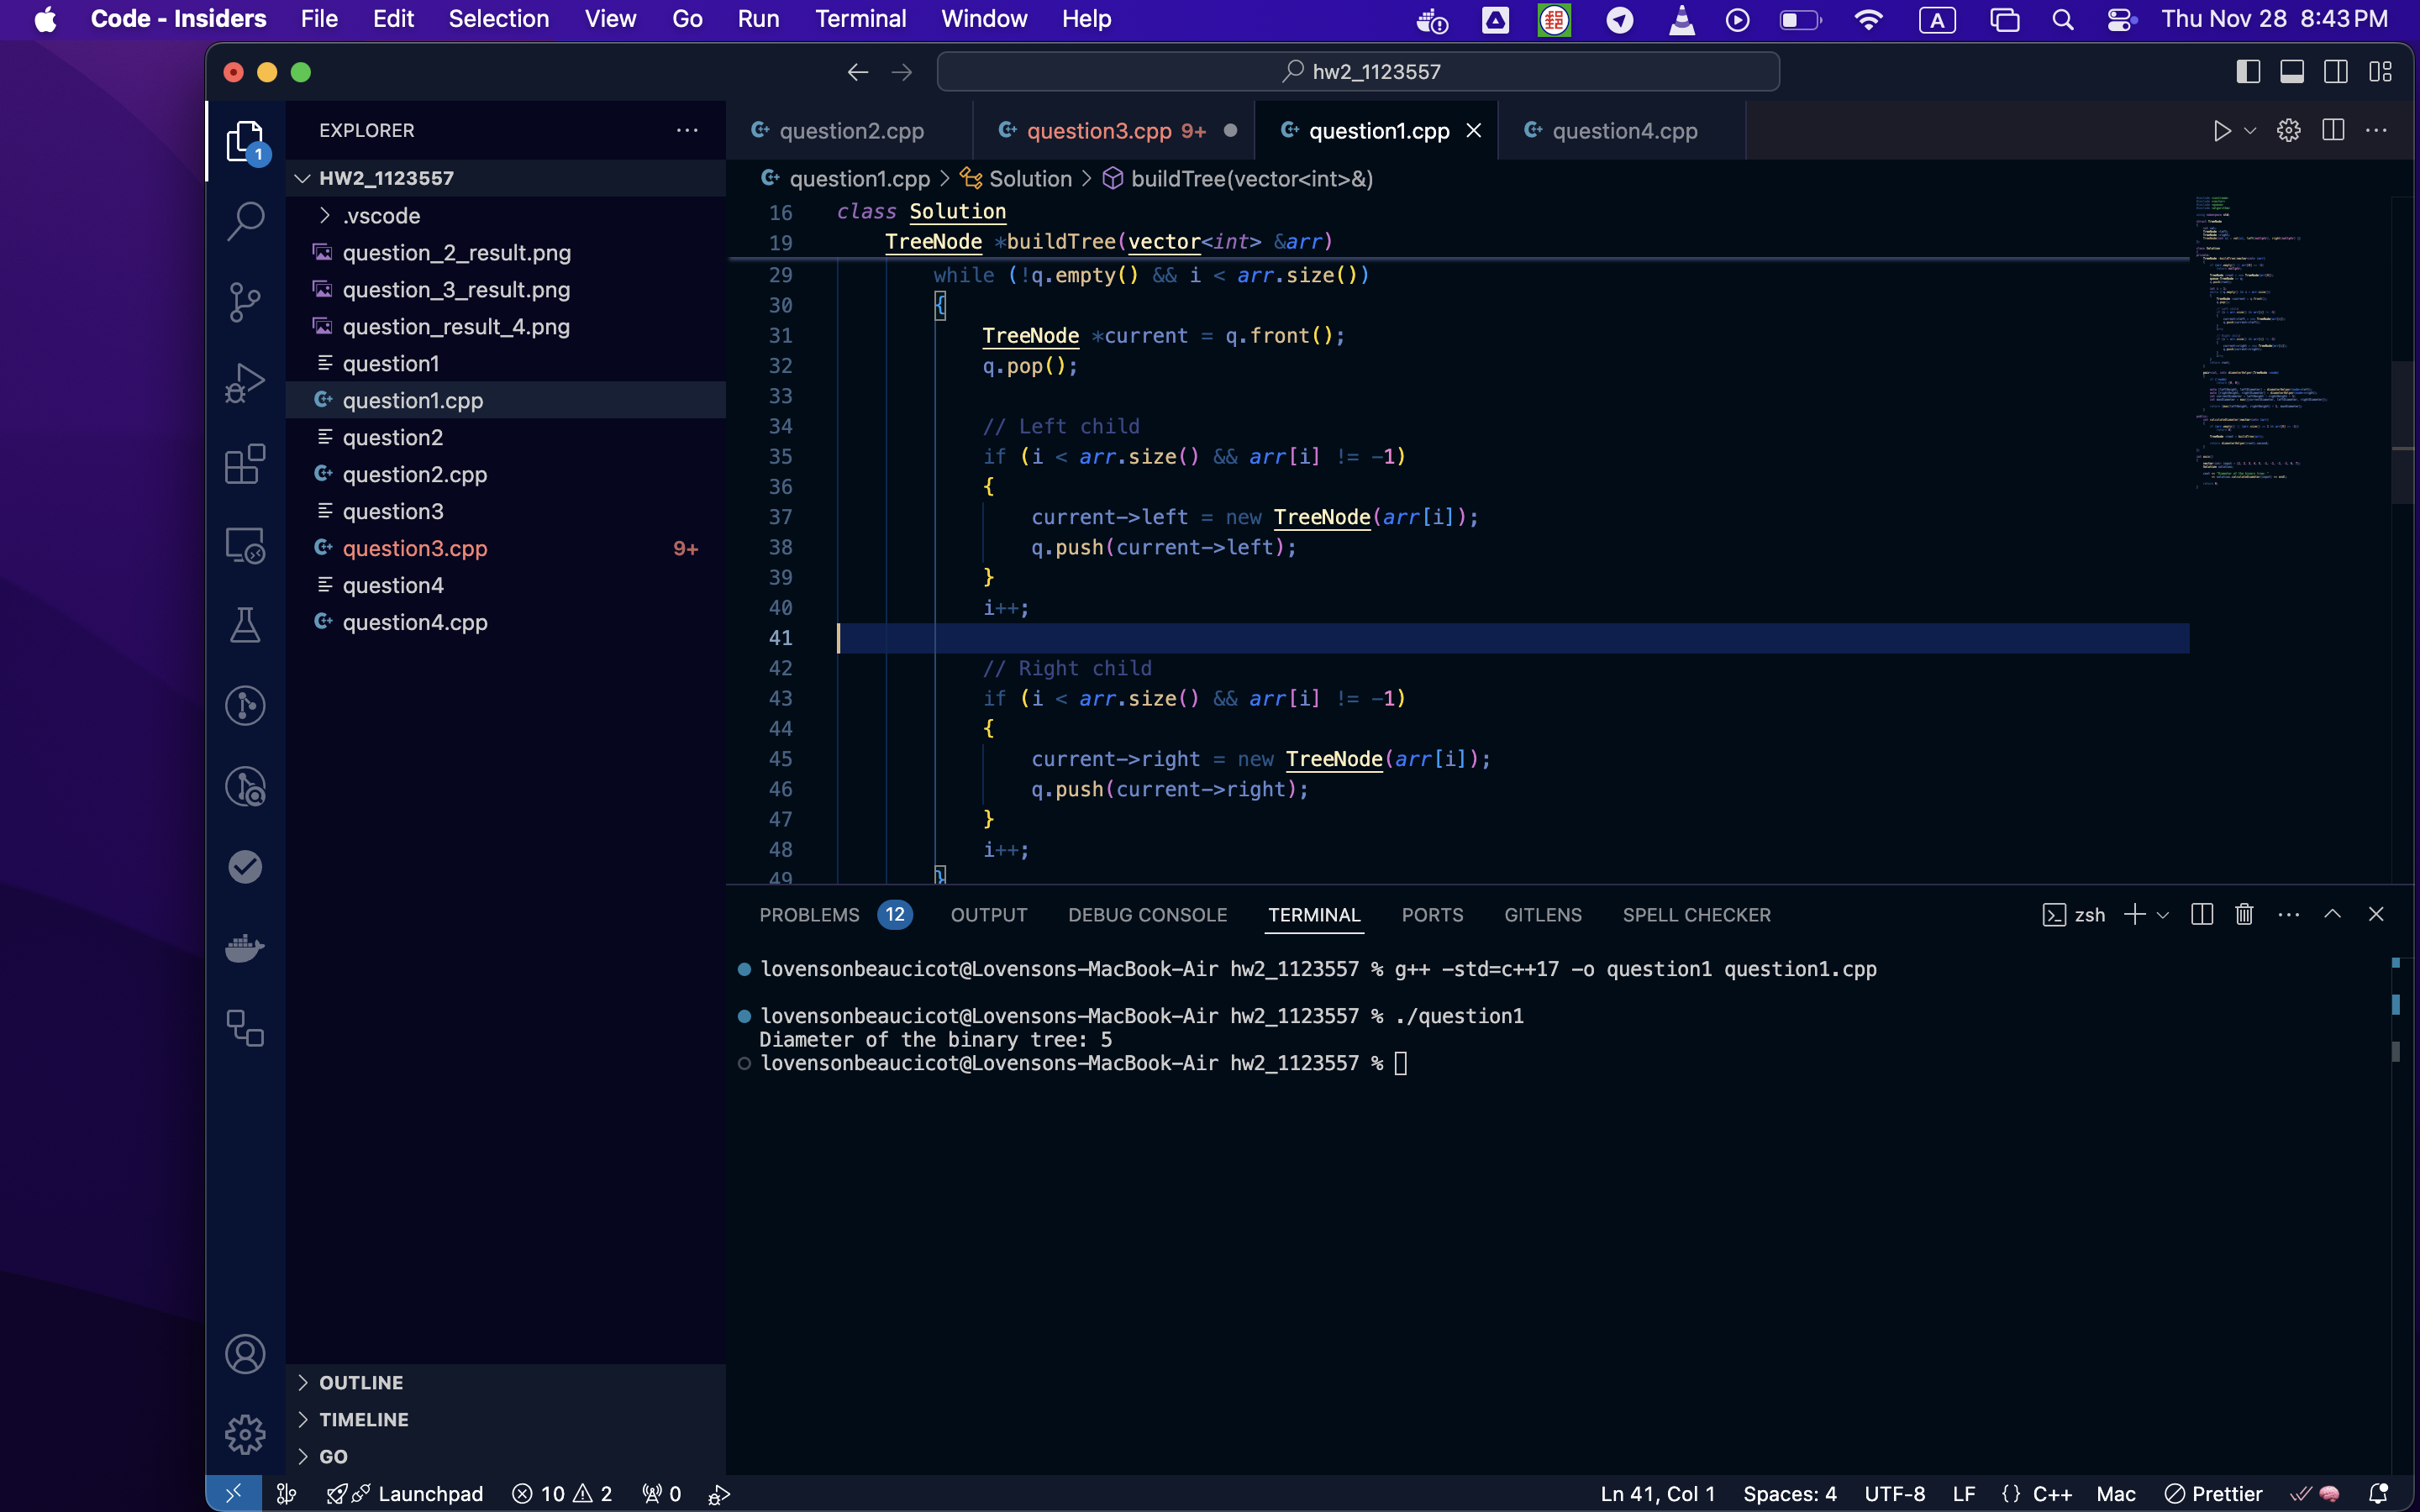 Code - Insiders File Edit Selection View Go Run Terminal Window Help A Thu Nov 28 8:43 PM
hw2_1123557
EXPLORER
HW2_1123557
.vscode
question_2_result.png
question_3_result.png
question_result_4.png
question1
question1.cpp
question2
question2.cpp
question3
question3.cpp 9+
question4
question4.cpp
OUTLINE
TIMELINE
GO
1
question2.cpp question3.cpp 9+ question1.cpp question4.cpp
question1.cpp > Solution > buildTree(vector<int>&)
16 class Solution
19 TreeNode *buildTree(vector<int> &arr)
29 while (!q.empty() && i < arr.size())
30 {
31 TreeNode *current = q.front();
32 q.pop();
33
34 // Left child
35 if (i < arr.size() && arr[i] != -1)
36 {
37 current->left = new TreeNode(arr[i]);
38 q.push(current->left);
39 }
40 i++;
41
42 // Right child
43 if (i < arr.size() && arr[i] != -1)
44 {
45 current->right = new TreeNode(arr[i]);
46 q.push(current->right);
47 }
48 i++;
49 }
PROBLEMS 12 OUTPUT DEBUG CONSOLE TERMINAL PORTS GITLENS SPELL CHECKER zsh
lovensonbeaucicot@Lovensons-MacBook-Air hw2_1123557 % g++ -std=c++17 -o question1 question1.cpp
lovensonbeaucicot@Lovensons-MacBook-Air hw2_1123557 % ./question1
Diameter of the binary tree: 5
lovensonbeaucicot@Lovensons-MacBook-Air hw2_1123557 %
Launchpad 10 2 0 Ln 41, Col 1 Spaces: 4 UTF-8 LF {} C++ Mac Prettier